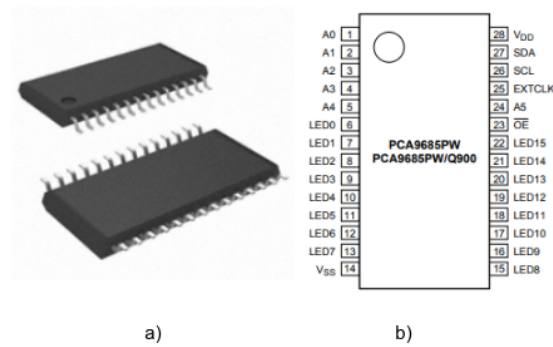 A0 1 28 VDD
A1 2 27 SDA
A2 3 26 SCL
A3 4 25 EXTCLK
A4 5 24 A5
LED0 6 23 OE
LED1 7 22 LED15
LED2 8 21 LED14
LED3 9 20 LED13
LED4 10 19 LED12
LED5 11 18 LED11
LED6 12 17 LED10
LED7 13 16 LED9
VSS 14 15 LED8
PCA9685PW
PCA9685PW/Q900
a) b)